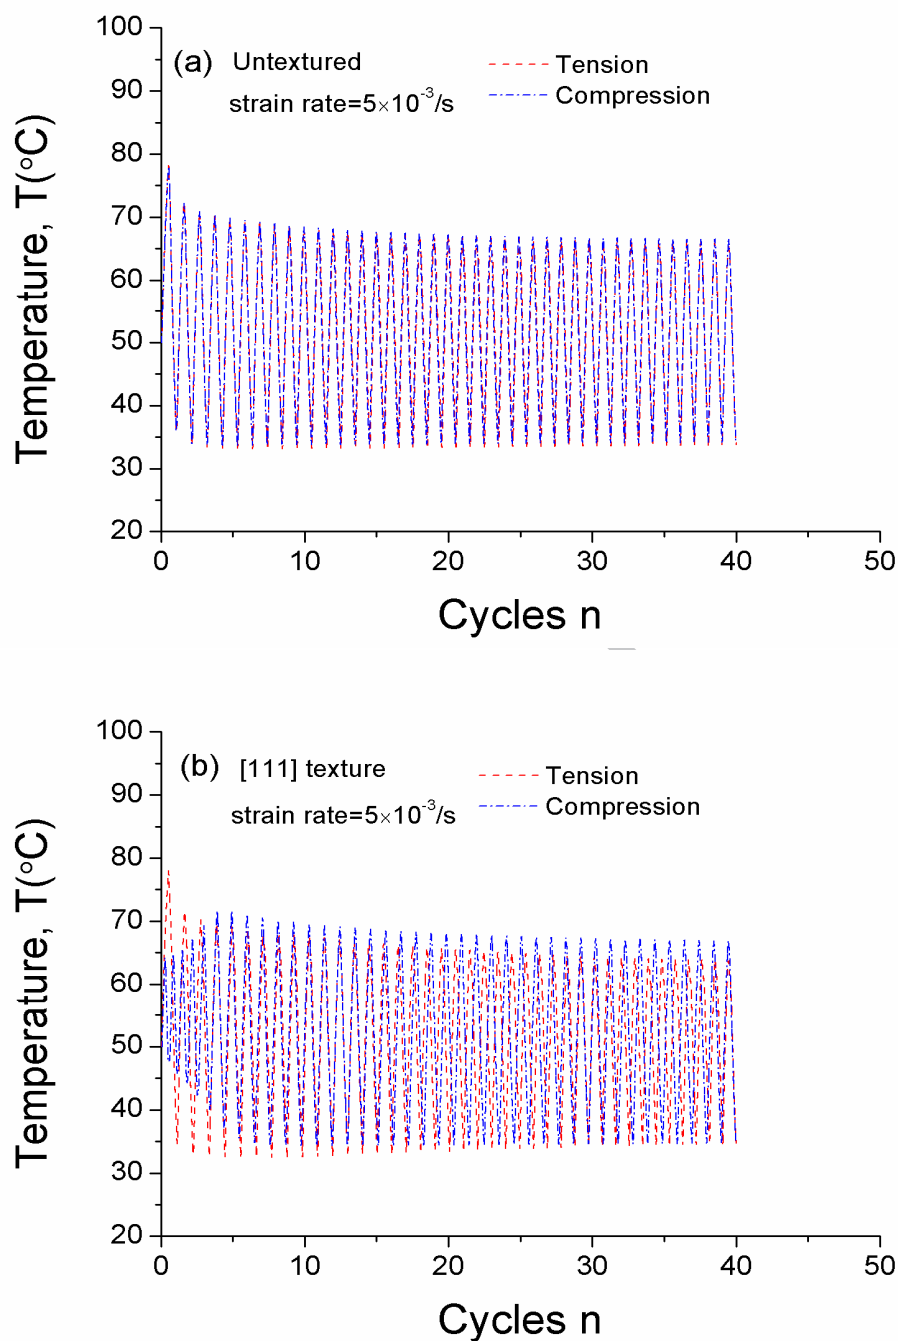 100
(a) Untextured
Tension
strain rate=5×10⁻³/s
Compression
90
80
70
60
50
40
30
20
Temperature, T(°C)
0 10 20 30 40 50
Cycles n
100
(b) [111] texture
Tension
strain rate=5×10⁻³/s
Compression
90
80
70
60
50
40
30
20
Temperature, T(°C)
0 10 20 30 40 50
Cycles n